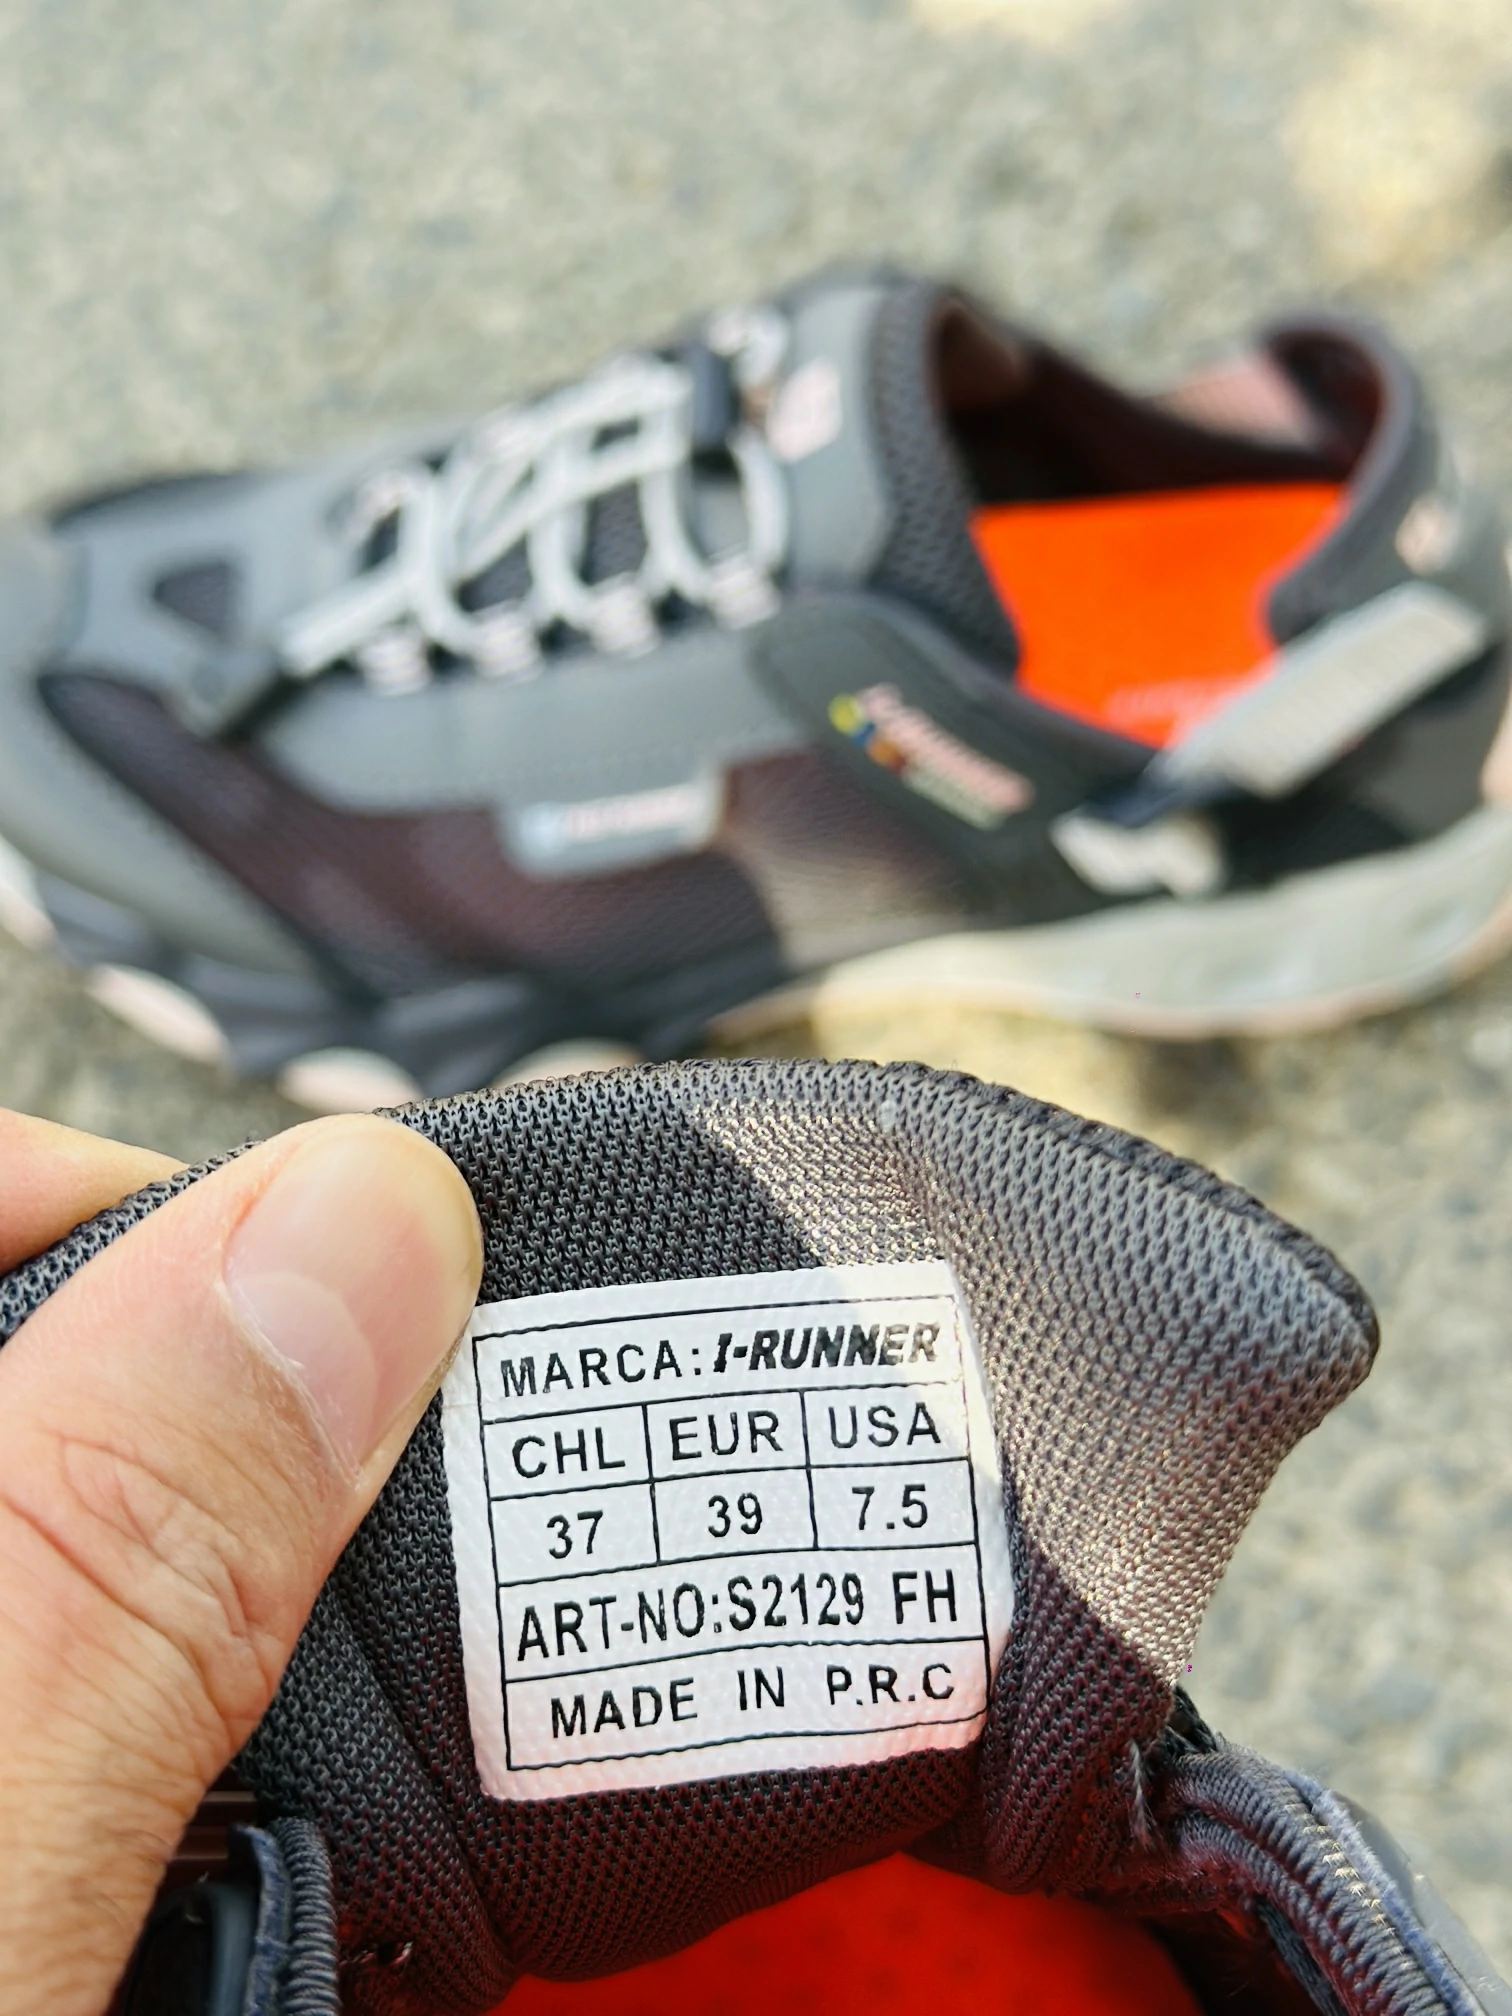 MARCA: I-RUNNER
CHL EUR USA
37 39 7.5
ART-NO:S2129 FH
MADE IN P.R.C